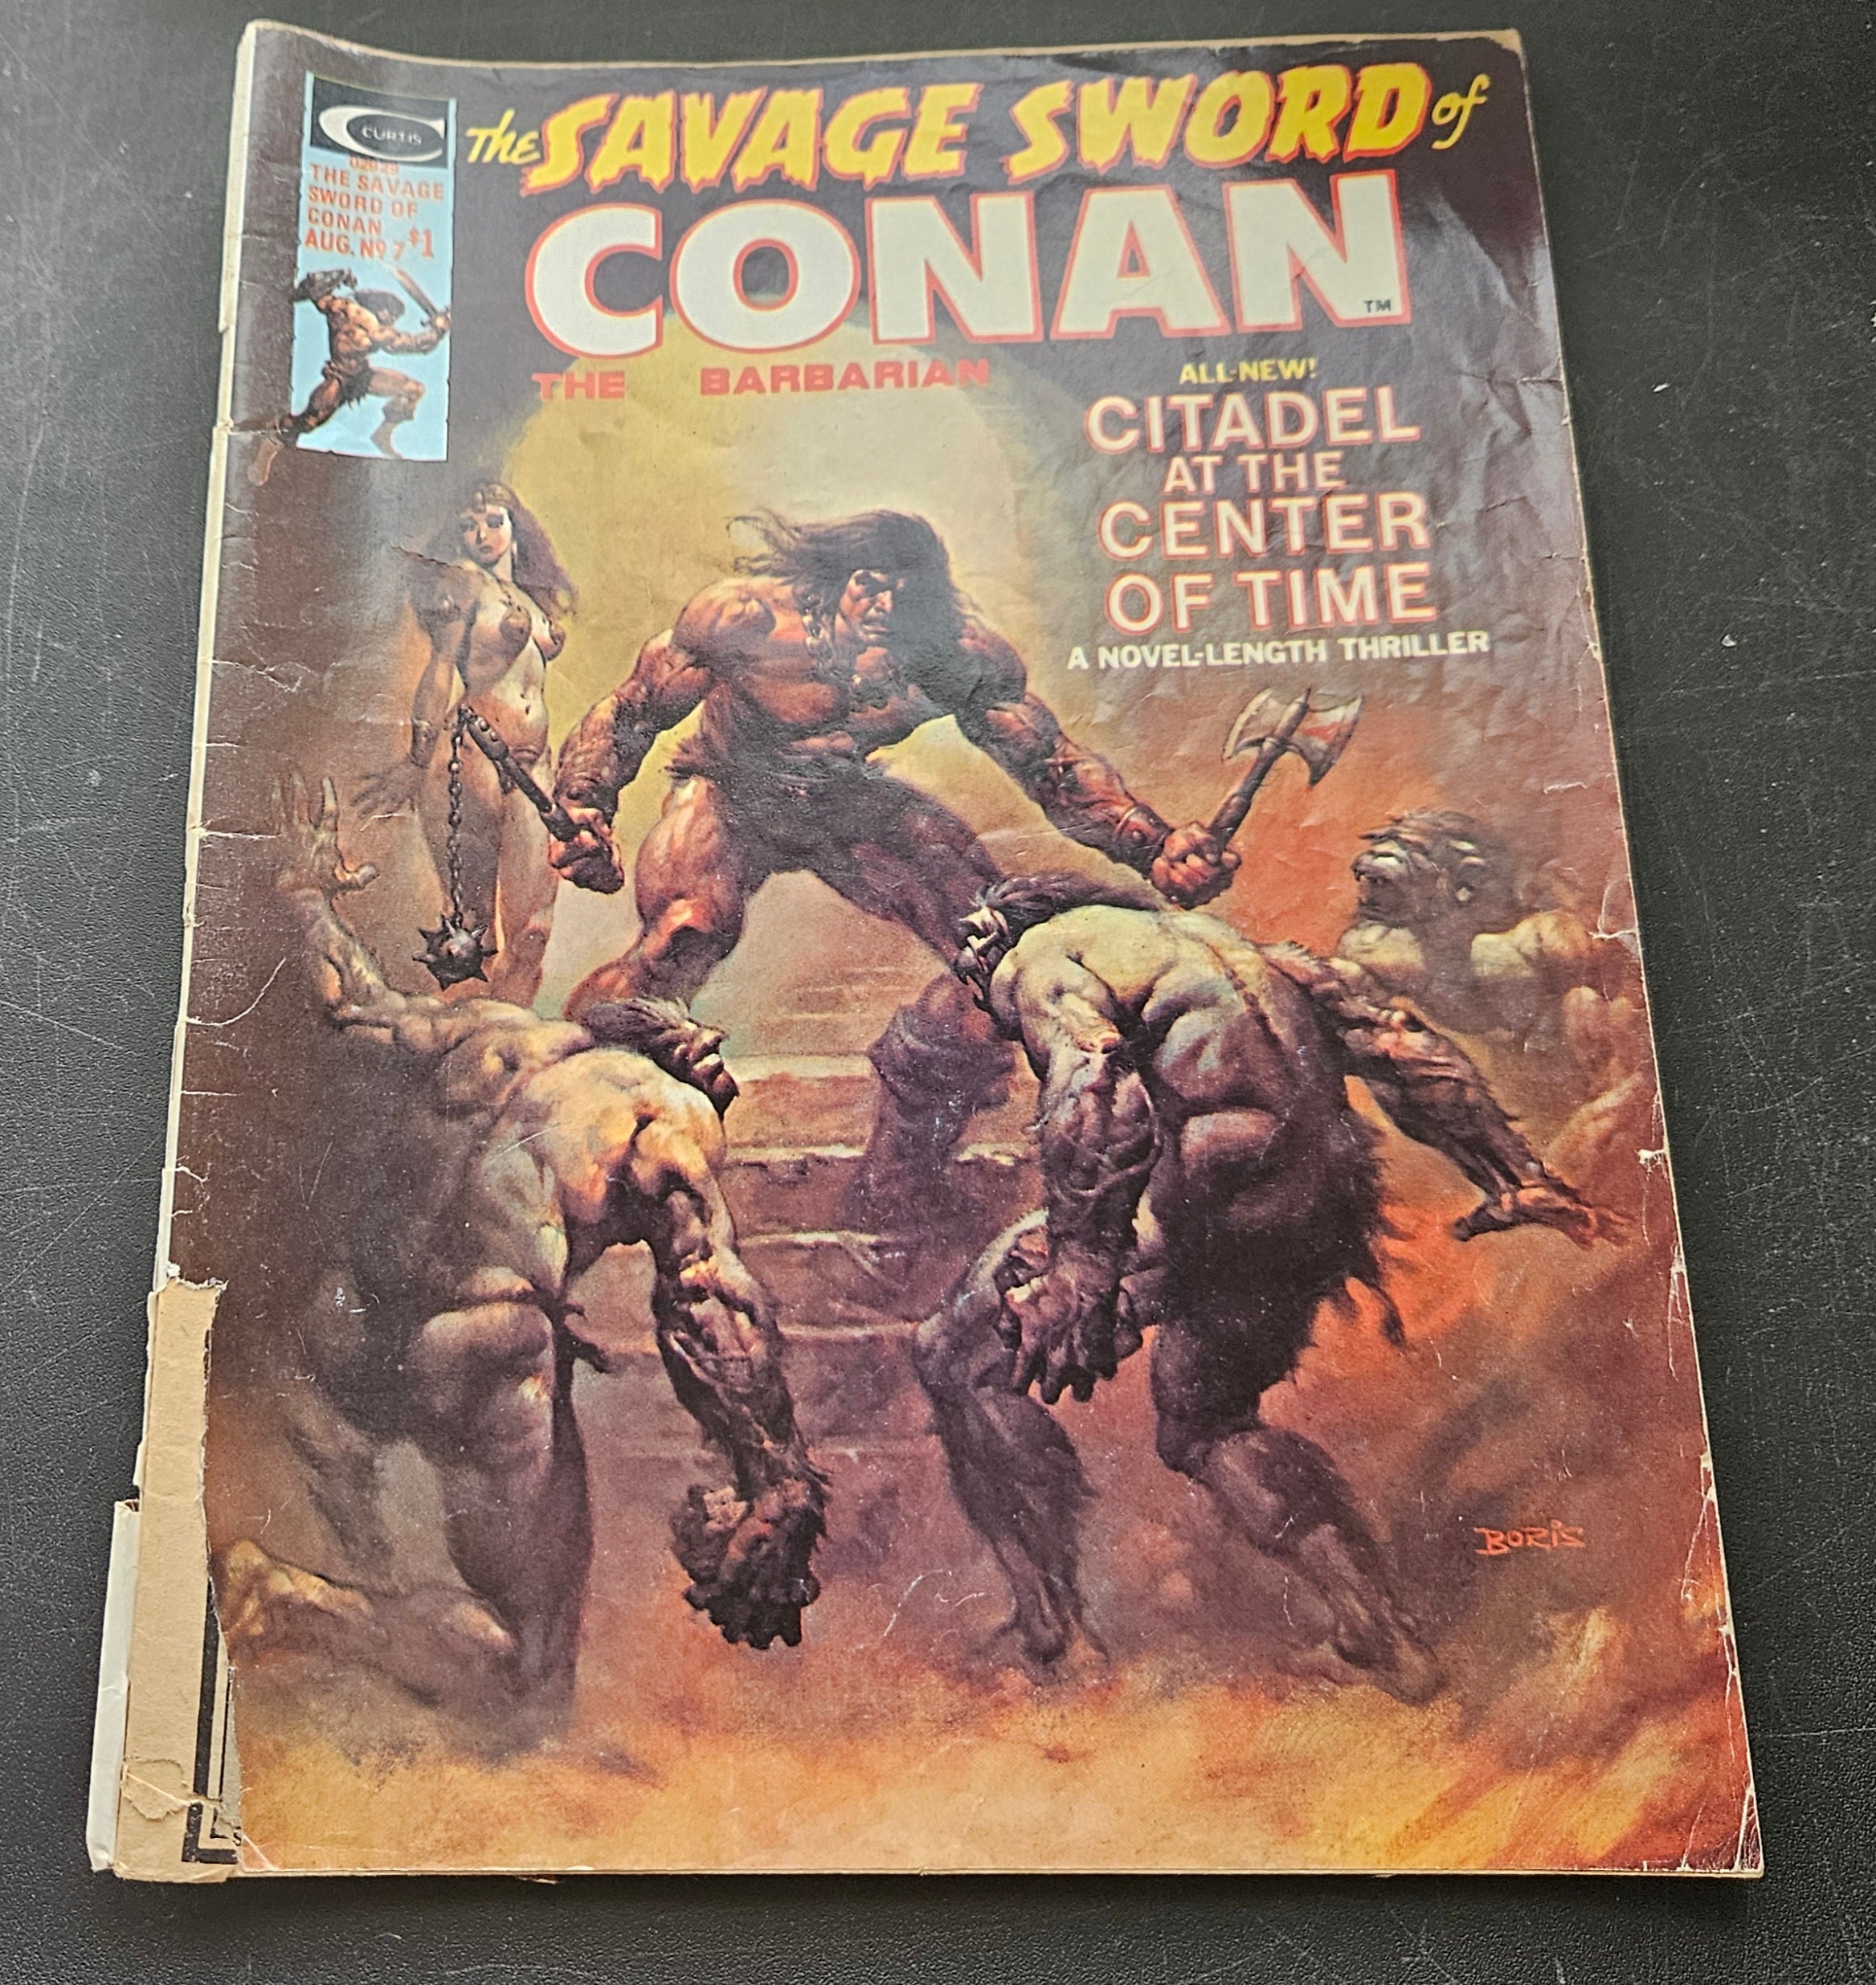 CURTIS
02929
THE SAVAGE
SWORD OF
CONAN
AUG. Nº 7 $1
The SAVAGE SWORD of
CONAN
TM
THE BARBARIAN
ALL-NEW!
CITADEL
AT THE
CENTER
OF TIME
A NOVEL-LENGTH THRILLER
BORIS